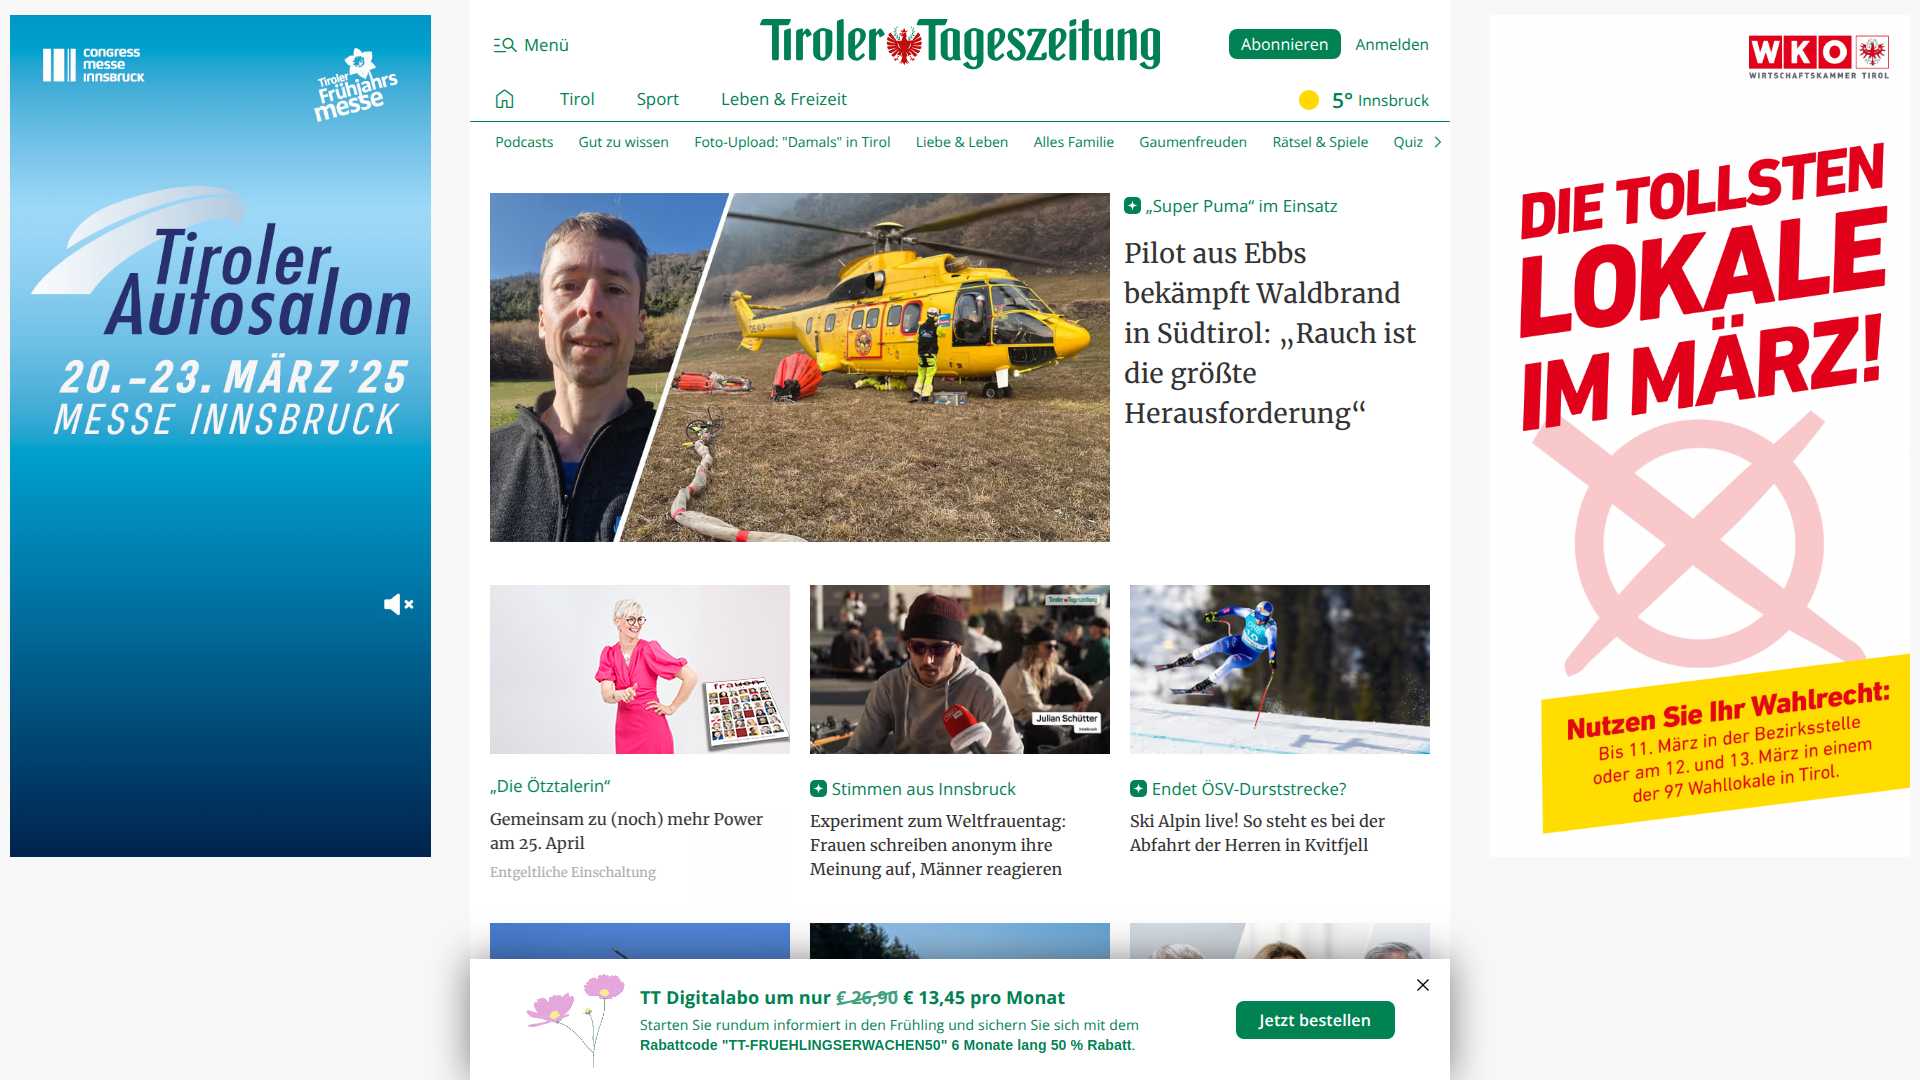 congress
messe
innsbruck
Tiroler
Frühjahrs
messe
Tiroler
Autosalon
20.–23. MÄRZ ’25
MESSE INNSBRUCK
Menü
Tiroler Tageszeitung
Abonnieren
Anmelden
Tirol
Sport
Leben & Freizeit
5° Innsbruck
Podcasts
Gut zu wissen
Foto-Upload: "Damals" in Tirol
Liebe & Leben
Alles Familie
Gaumenfreuden
Rätsel & Spiele
Quiz
„Super Puma“ im Einsatz
Pilot aus Ebbs
bekämpft Waldbrand
in Südtirol: „Rauch ist
die größte
Herausforderung“
frauen
„Die Ötztalerin“
Gemeinsam zu (noch) mehr Power
am 25. April
Entgeltliche Einschaltung
Tiroler Tageszeitung
Julian Schütter
Innsbruck
Stimmen aus Innsbruck
Experiment zum Weltfrauentag:
Frauen schreiben anonym ihre
Meinung auf, Männer reagieren
Endet ÖSV-Durststrecke?
Ski Alpin live! So steht es bei der
Abfahrt der Herren in Kvitfjell
TT Digitalabo um nur € 26,90 € 13,45 pro Monat
Starten Sie rundum informiert in den Frühling und sichern Sie sich mit dem
Rabattcode "TT-FRUEHLINGSERWACHEN50" 6 Monate lang 50 % Rabatt.
Jetzt bestellen
WKO
WIRTSCHAFTSKAMMER TIROL
DIE TOLLSTEN
LOKALE
IM MÄRZ!
Nutzen Sie Ihr Wahlrecht:
Bis 11. März in der Bezirksstelle
oder am 12. und 13. März in einem
der 97 Wahllokale in Tirol.